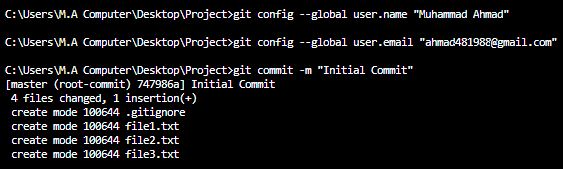 C:\Users\M.A Computer\Desktop\Project>git config --global user.name "Muhammad Ahmad"
C:\Users\M.A Computer\Desktop\Project>git config --global user.email "ahmad481988@gmail.com"
C:\Users\M.A Computer\Desktop\Project>git commit -m "Initial Commit"
[master (root-commit) 747986a] Initial Commit
 4 files changed, 1 insertion(+)
 create mode 100644 .gitignore
 create mode 100644 file1.txt
 create mode 100644 file2.txt
 create mode 100644 file3.txt